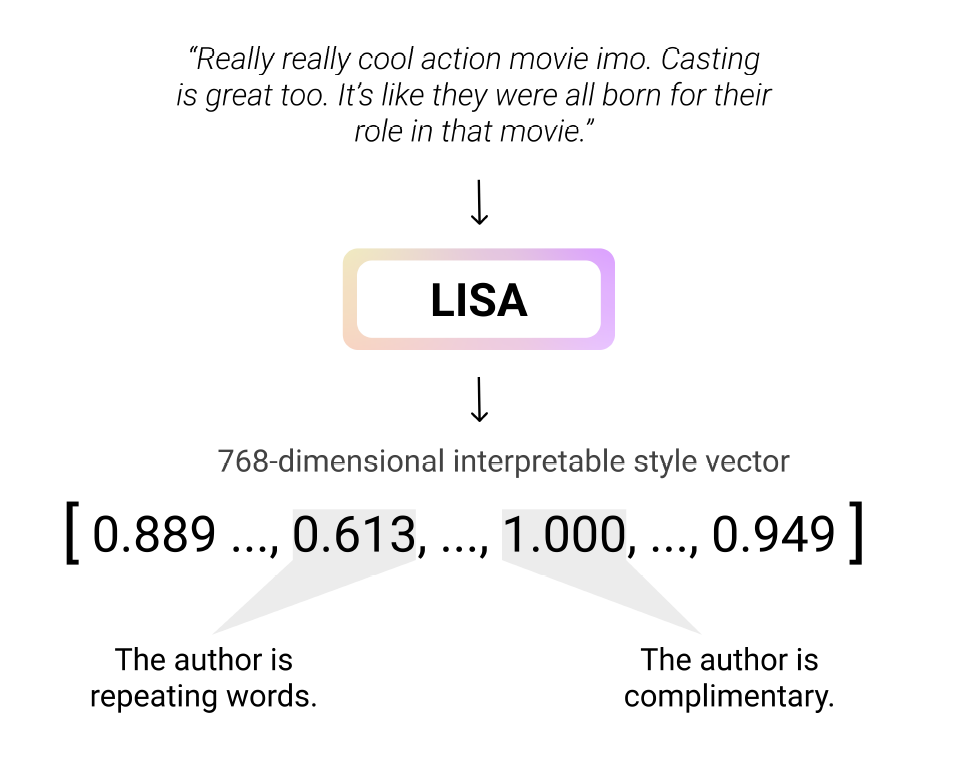 “Really really cool action movie imo. Casting
is great too. It’s like they were all born for their
role in that movie.”
LISA
768-dimensional interpretable style vector
[ 0.889 ..., 0.613, ..., 1.000, ..., 0.949 ]
The author is
repeating words.
The author is
complimentary.